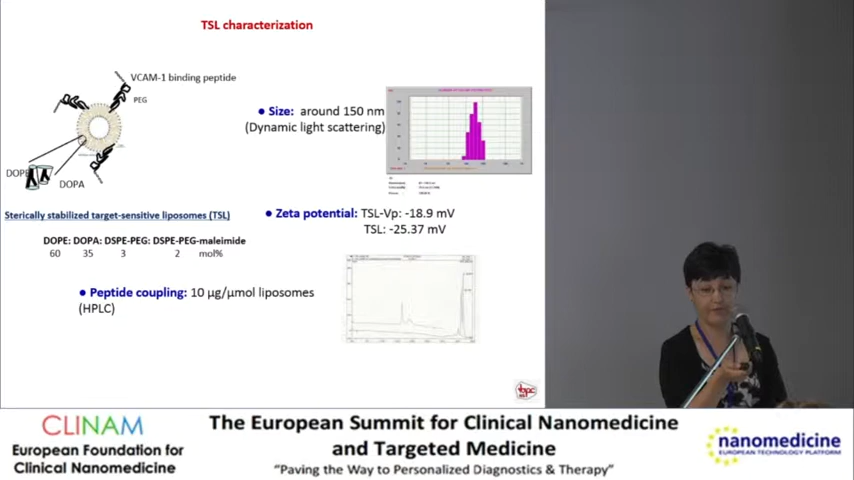 TSL characterization
VCAM-1 binding peptide
PEG
● Size: around 150 nm
(Dynamic light scattering)
DOPE
DOPA
Sterically stabilized target-sensitive liposomes (TSL)
● Zeta potential: TSL-Vp: -18.9 mV
TSL: -25.37 mV
DOPE: DOPA: DSPE-PEG: DSPE-PEG-maleimide
60 35 3 2 mol%
● Peptide coupling: 10 µg/µmol liposomes
(HPLC)
CLINAM
European Foundation for
Clinical Nanomedicine
The European Summit for Clinical Nanomedicine
and Targeted Medicine
"Paving the Way to Personalized Diagnostics & Therapy"
nanomedicine
EUROPEAN TECHNOLOGY PLATFORM